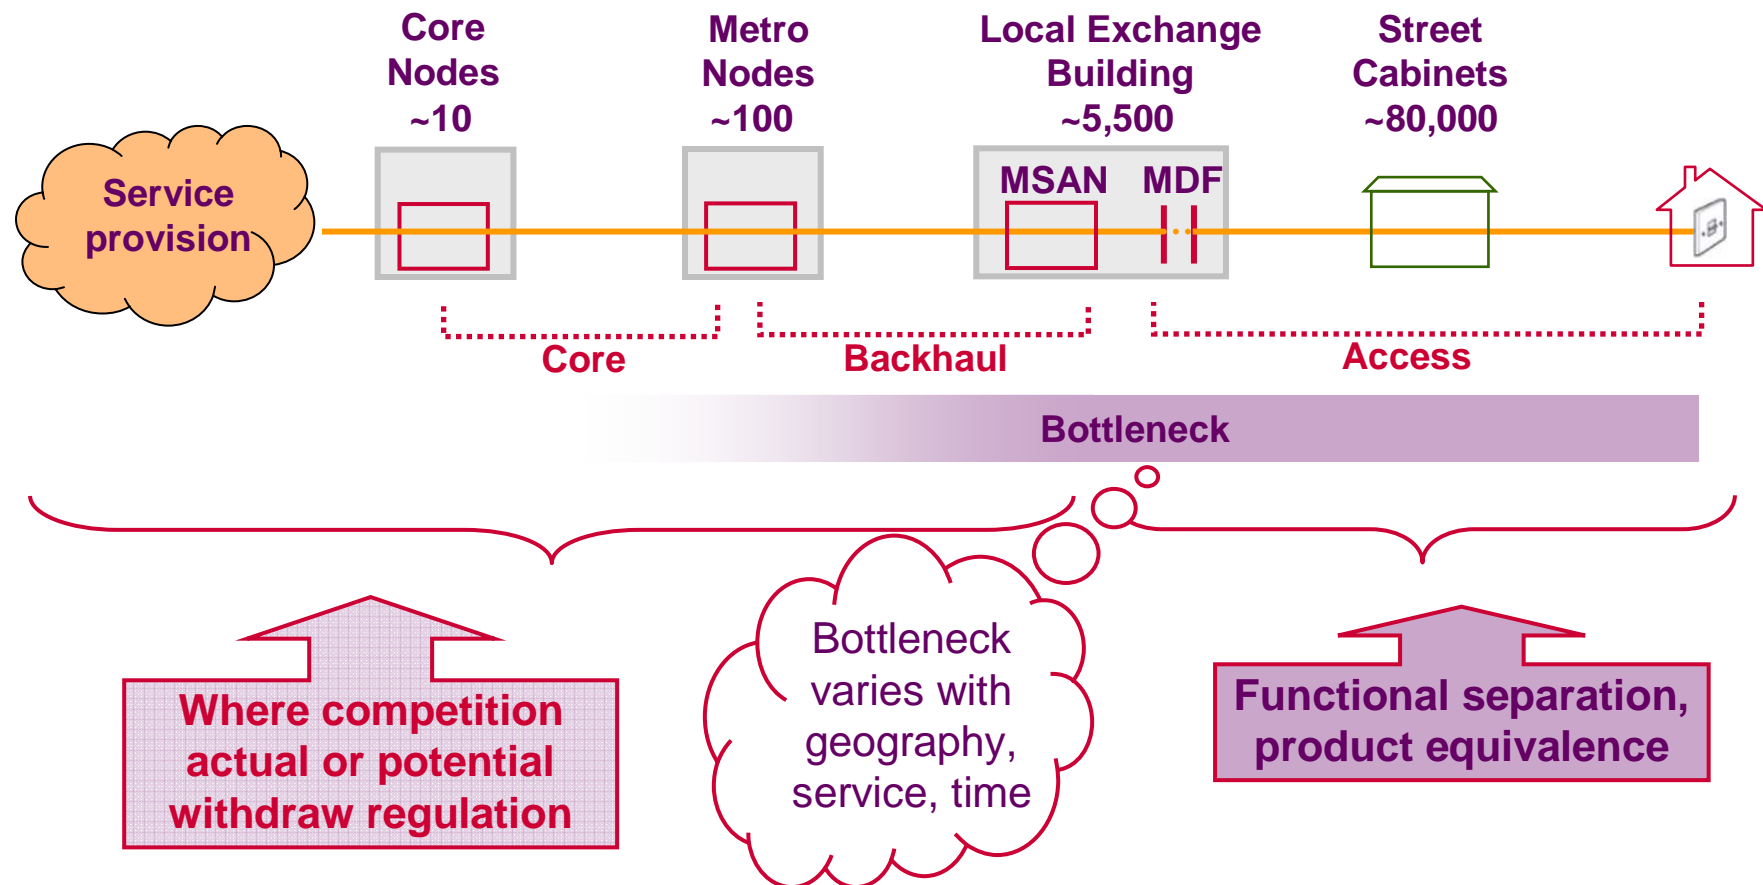 Core
Nodes
~10
Metro
Nodes
~100
Local Exchange
Building
~5,500
Street
Cabinets
~80,000
Service
provision
MSAN
MDF
Core
Backhaul
Access
Bottleneck
Where competition
actual or potential
withdraw regulation
Bottleneck
varies with
geography,
service, time
Functional separation,
product equivalence